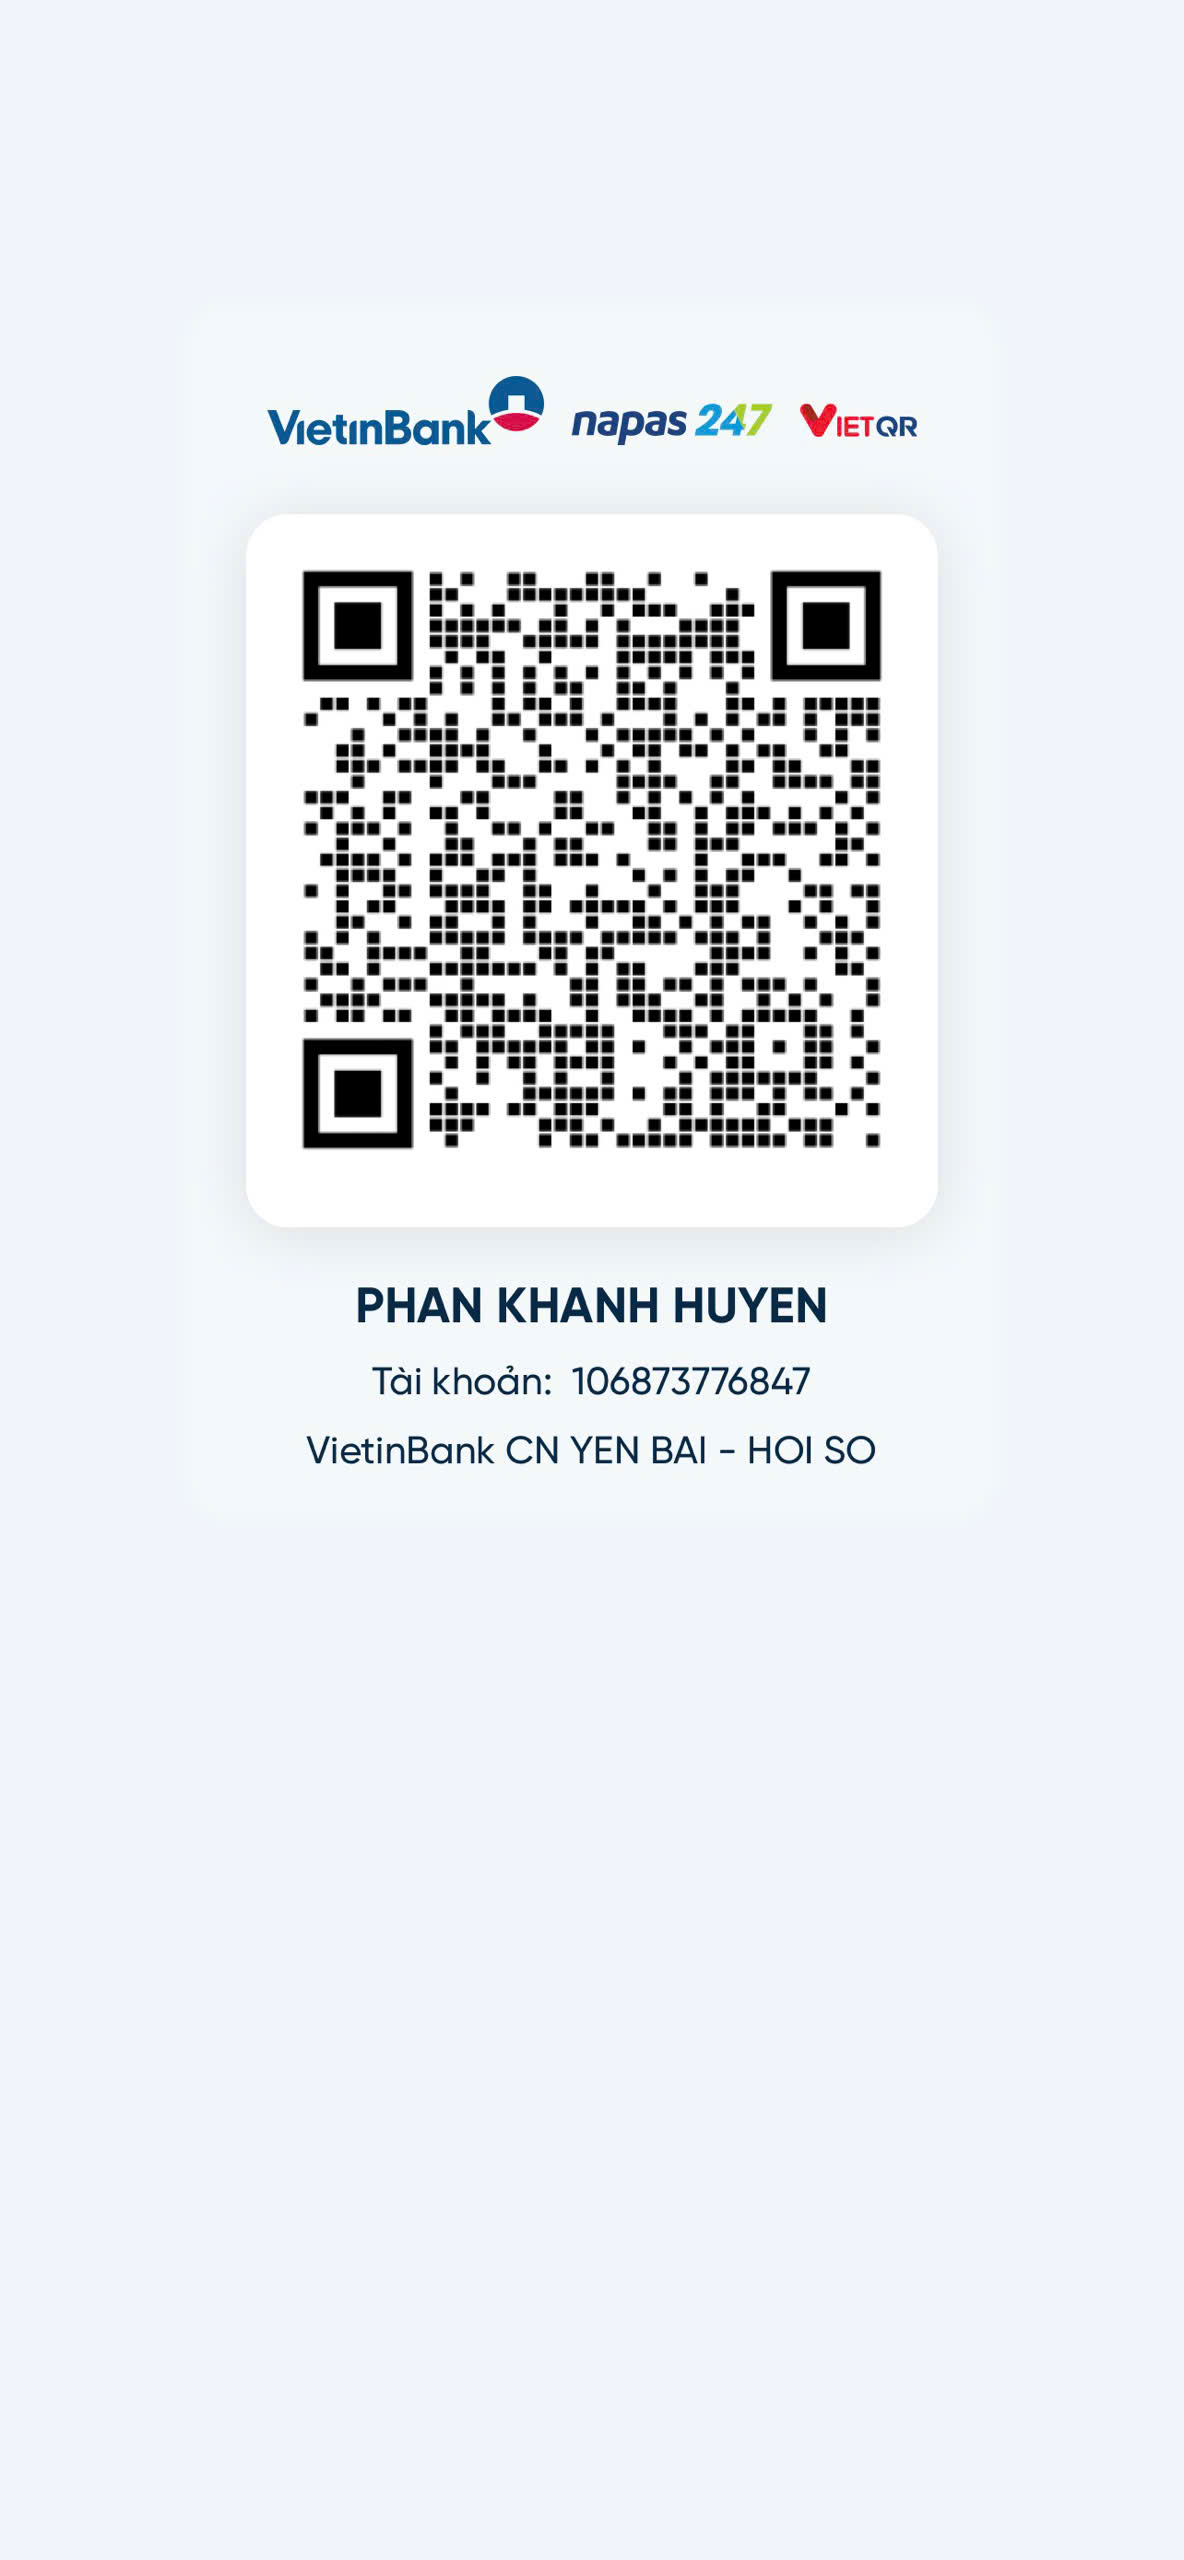 VietinBank napas 247 VIETQR
PHAN KHANH HUYEN
Tài khoản: 106873776847
VietinBank CN YEN BAI - HOI SO